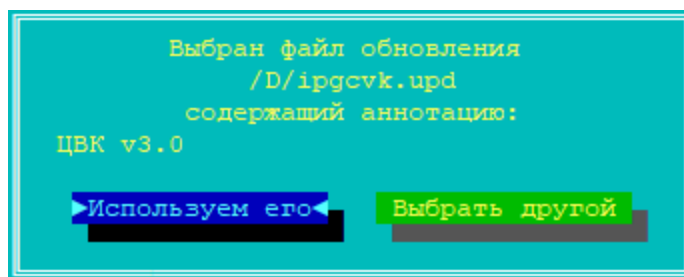 Выбран файл обновления
/D/ipgcvk.upd
содержащий аннотацию:
ЦВК v3.0
►Используем его◄ Выбрать другой